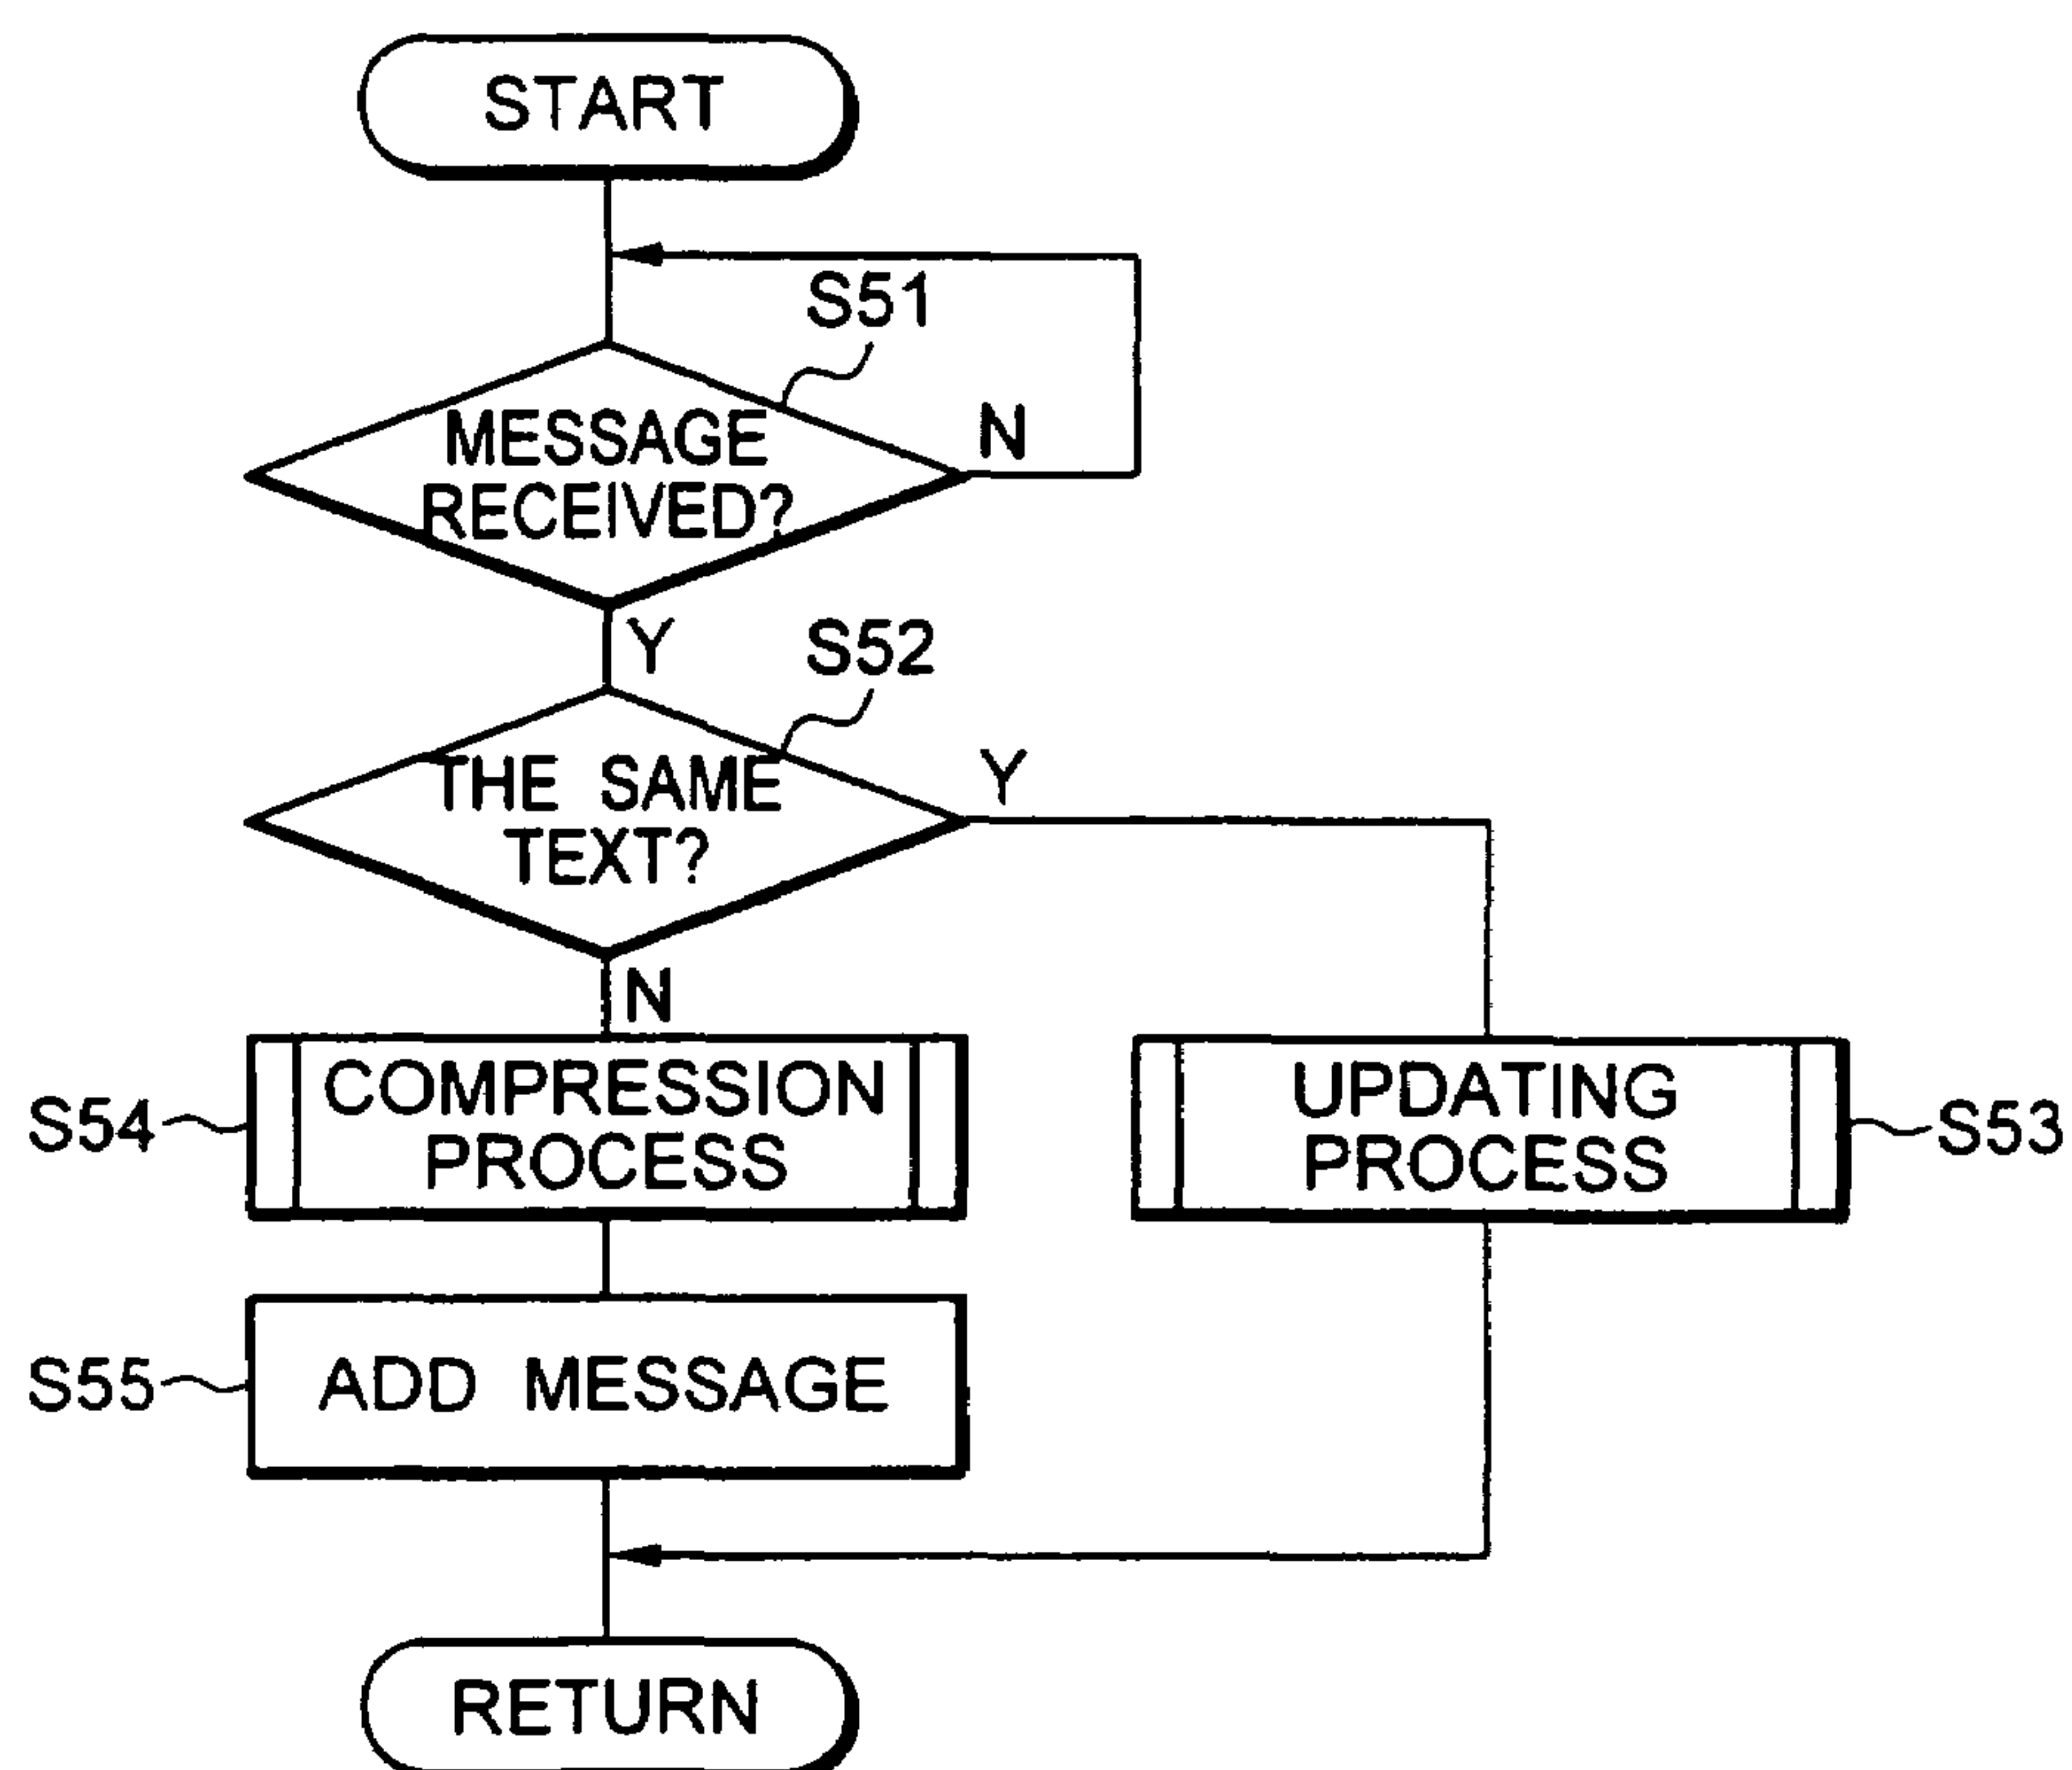 START
S51
MESSAGE
RECEIVED?
N
Y
S52
THE SAME
TEXT?
Y
N
S54
COMPRESSION
PROCESS
UPDATING
PROCESS
S53
S55
ADD MESSAGE
RETURN